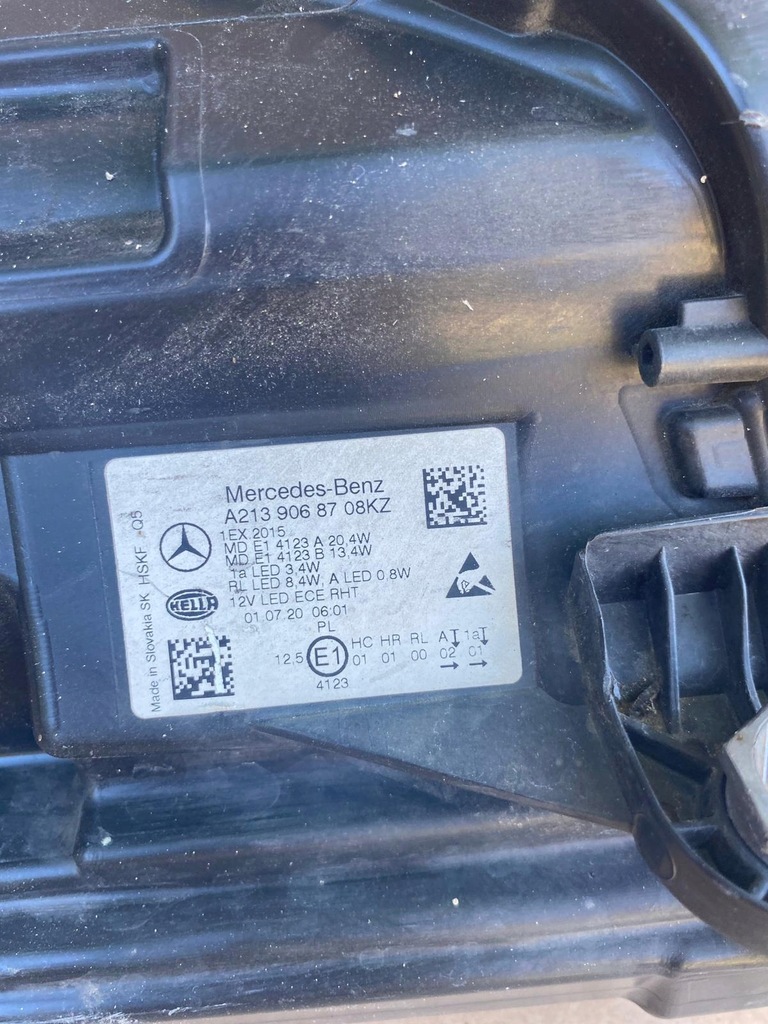 Mercedes-Benz
A213 906 87 08KZ
1EX 2015
MD E1 4123 A 20,4W
MD E1 4123 B 13,4W
1a LED 3,4W
RL LED 8,4W, A LED 0.8W
12V LED ECE RHT
01.07.20 06:01
PL
HC HR RL A 1a
12.5 E1 01 01 00 02 01
4123
HELLA
Made in Slovakia SK HSKF Q5